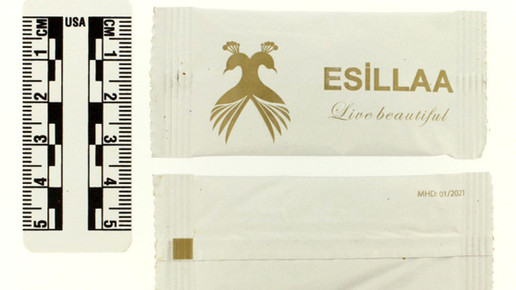 CM USA CM
1 1
2 2
3 3
4 4
5 5
ESİLLAA
Live beautiful
MHD: 01/2021